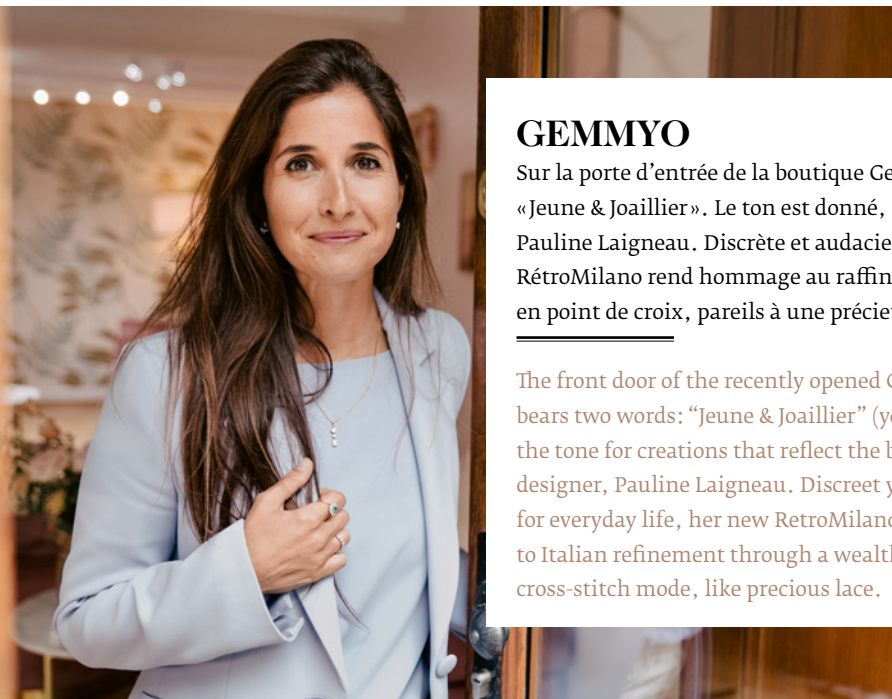 GEMMYO
Sur la porte d’entrée de la boutique
«Jeune & Joaillier». Le ton est donné,
Pauline Laigneau. Discrète et
RétroMilano rend hommage au
en point de croix, pareils à une
The front door of the recently opened
bears two words: “Jeune & Joaillier”
the tone for creations that reflect the
designer, Pauline Laigneau. Discreet
for everyday life, her new
to Italian refinement through a
cross-stitch mode, like precious lace.